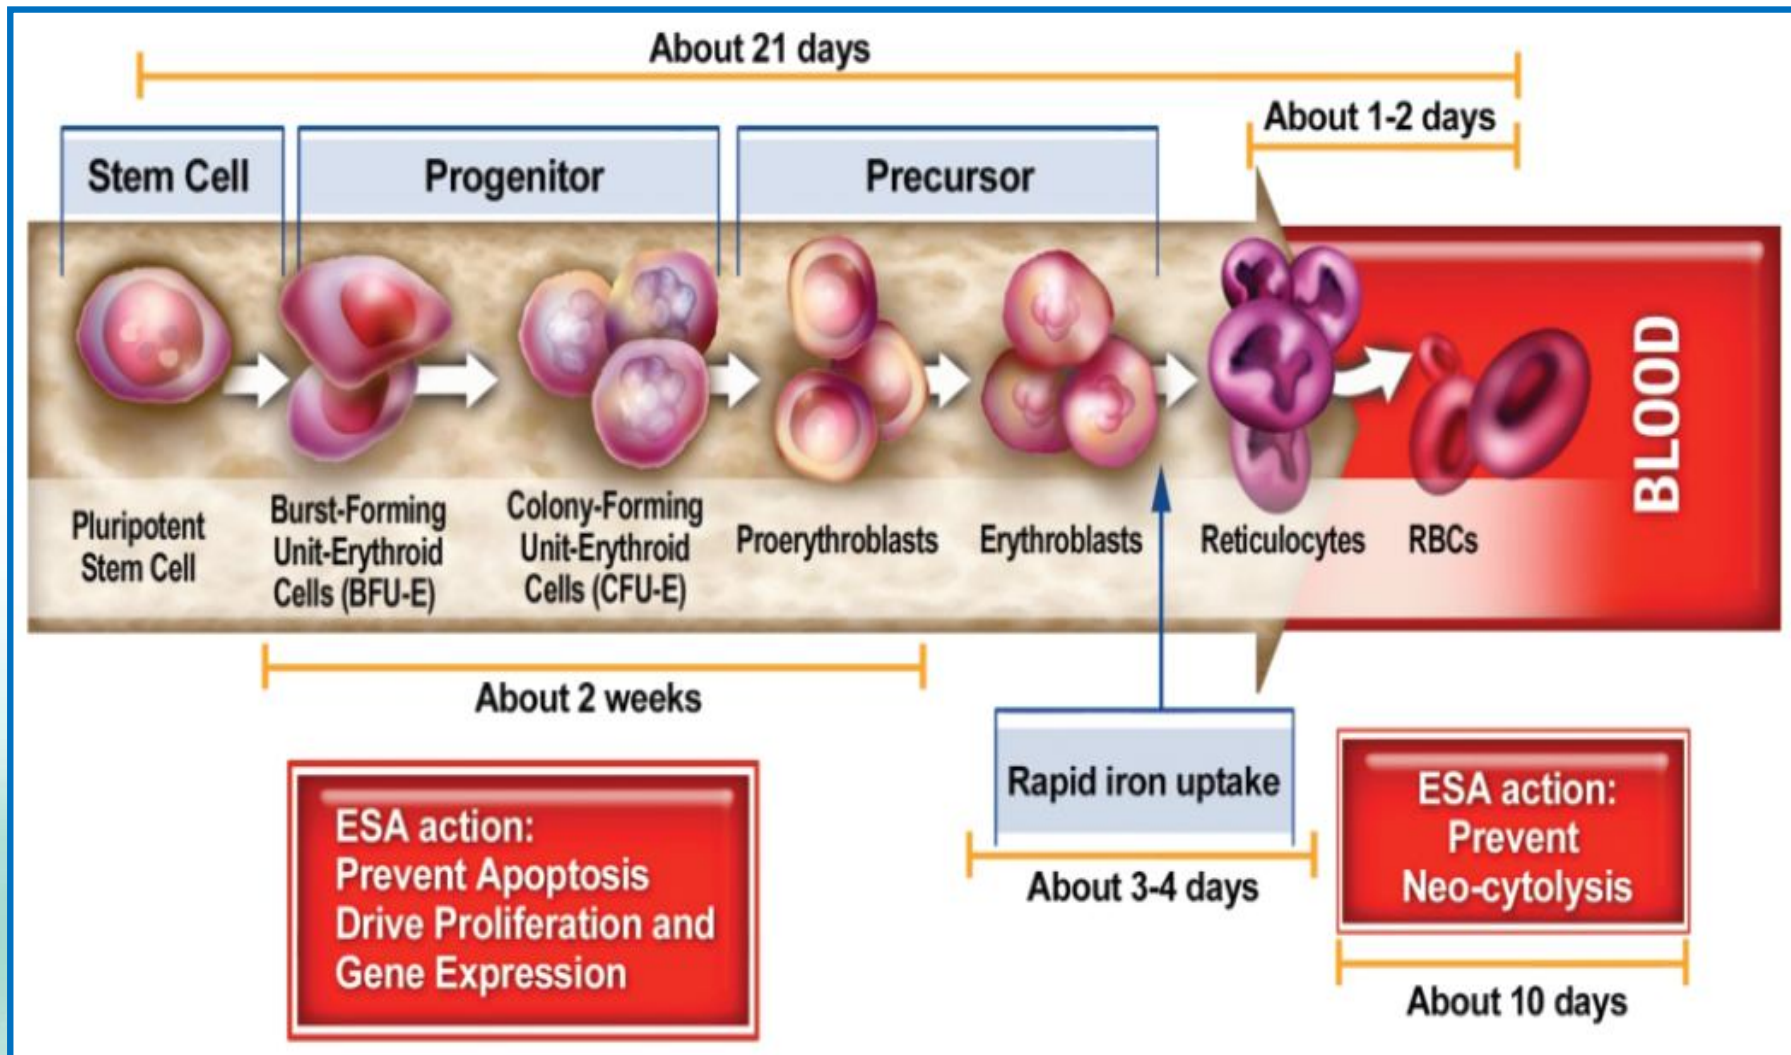 About 21 days
About 1-2 days
Stem Cell
Progenitor
Precursor
BLOOD
Pluripotent
Stem Cell
Burst-Forming
Unit-Erythroid
Cells (BFU-E)
Colony-Forming
Unit-Erythroid
Cells (CFU-E)
Proerythroblasts
Erythroblasts
Reticulocytes
RBCs
About 2 weeks
Rapid iron uptake
About 3-4 days
ESA action:
Prevent Apoptosis
Drive Proliferation and
Gene Expression
ESA action:
Prevent
Neo-cytolysis
About 10 days